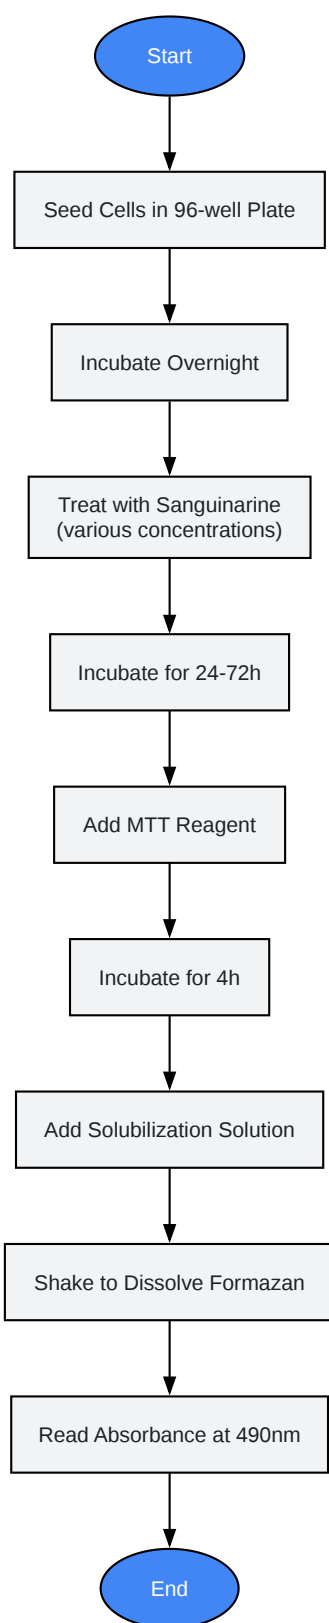 Start
Seed Cells in 96-well Plate
Incubate Overnight
Treat with Sanguinarine
(various concentrations)
Incubate for 24-72h
Add MTT Reagent
Incubate for 4h
Add Solubilization Solution
Shake to Dissolve Formazan
Read Absorbance at 490nm
End